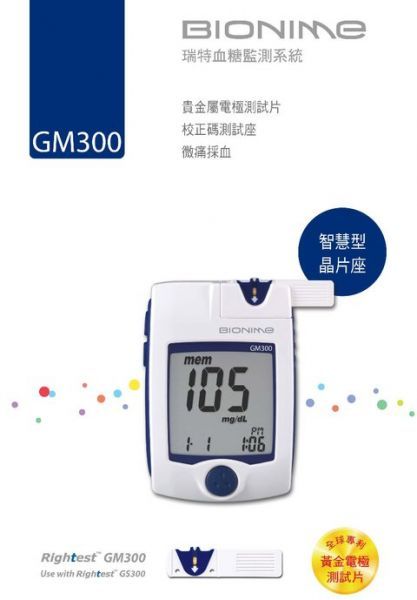 BIONIME
瑞特血糖監測系統
GM300
貴金屬電極測試片
校正碼測試座
微痛採血
智慧型
晶片座
BIONIME
GM300
mem
105
mg/dL
PM
1-1 1:06
Rightest™ GM300
Use with Rightest™ GS300
全球專利
黃金電極
測試片